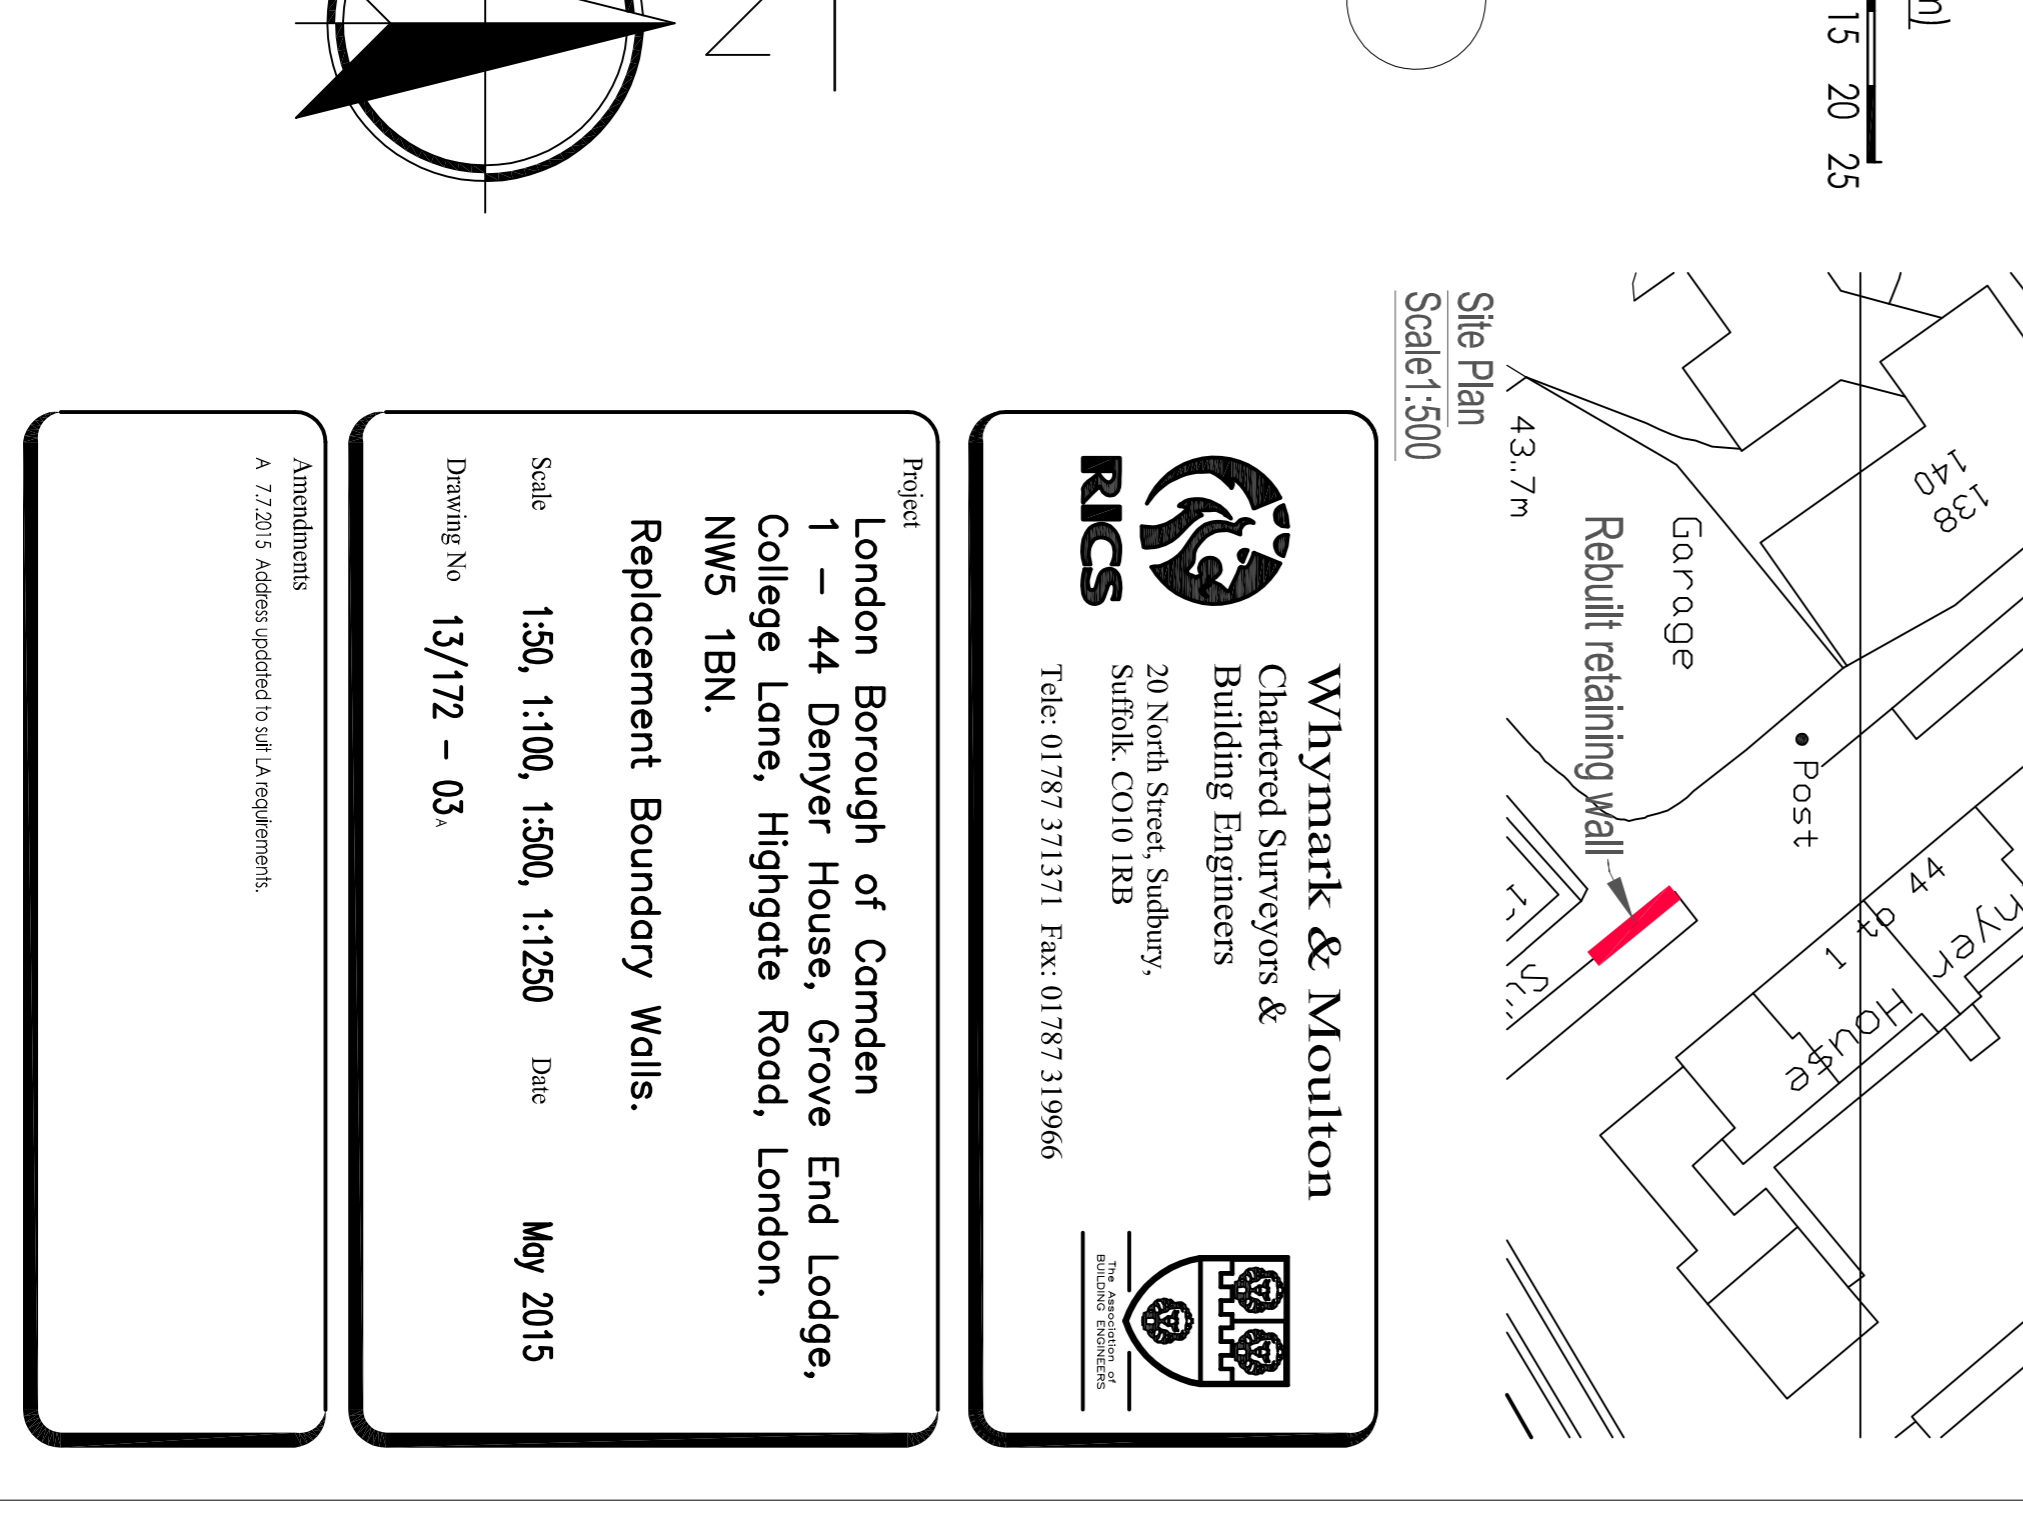 15 20 25
138
140
Garage
43..7m
Post
Rebuilt retaining wall
1 to 44
nyer
House
Site Plan
Scale1:500
RICS
Whymark & Moulton
Chartered Surveyors &
Building Engineers
20 North Street, Sudbury,
Suffolk. CO10 1RB
Tele: 01787 371371 Fax: 01787 319966
The Association of
BUILDING ENGINEERS
Project
London Borough of Camden
1 - 44 Denyer House, Grove End Lodge,
College Lane, Highgate Road, London.
NW5 1BN.
Replacement Boundary Walls.
Scale 1:50, 1:100, 1:500, 1:1250 Date May 2015
Drawing No 13/172 - 03A
Amendments
A 7.7.2015 Address updated to suit LA requirements.